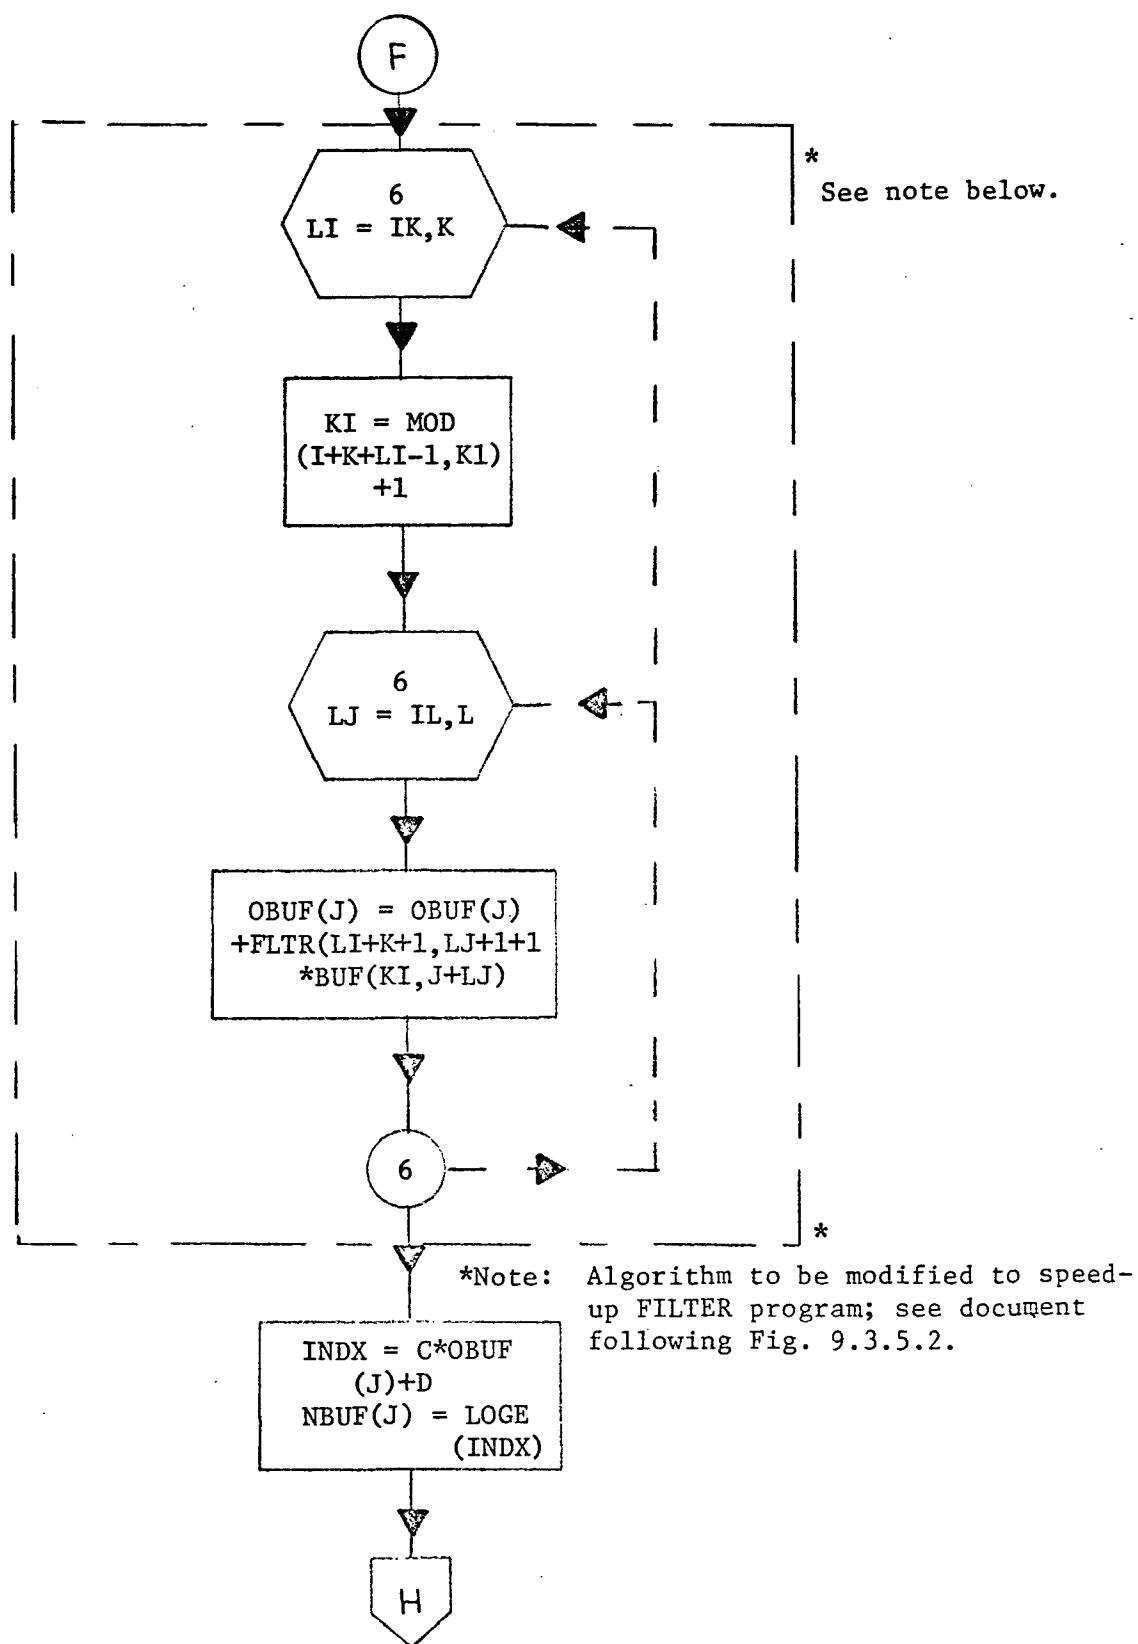 F
*
See note below.
6
LI = IK,K
KI = MOD
(I+K+LI-1,K1)
+1
6
LJ = IL,L
OBUF(J) = OBUF(J)
+FLTR(LI+K+1,LJ+1+1
*BUF(KI,J+LJ)
6
*
*Note: Algorithm to be modified to speed-
up FILTER program; see document
following Fig. 9.3.5.2.
INDX = C*OBUF
(J)+D
NBUF(J) = LOGE
(INDX)
H